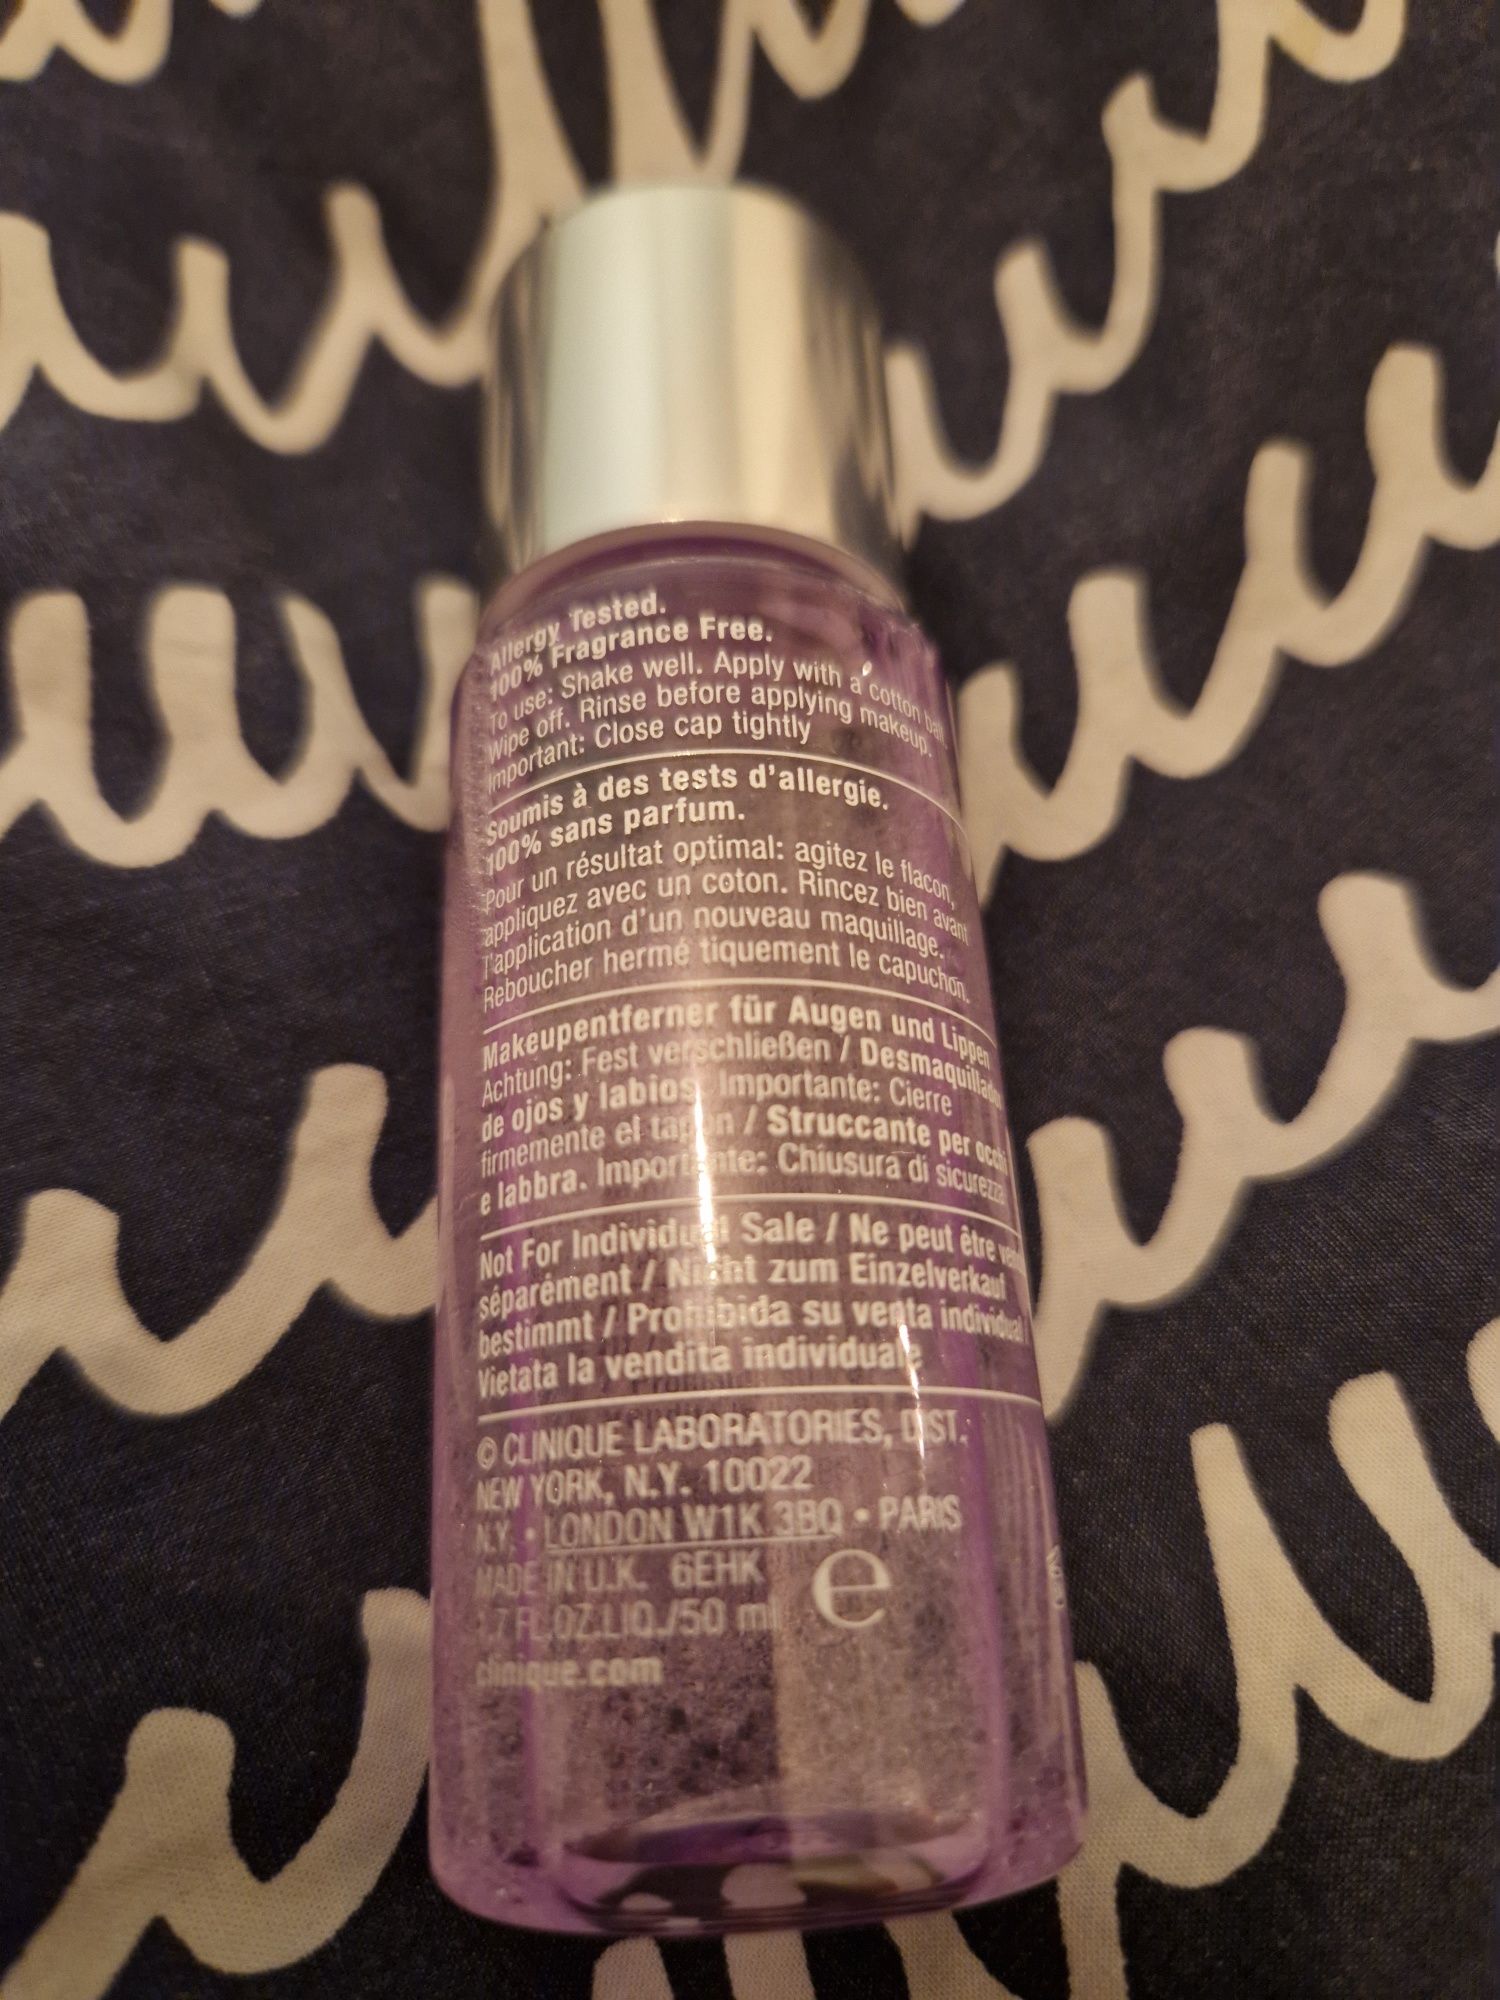 Allergy Tested.
100% Fragrance Free.
To use: Shake well. Apply with a cotton ball.
Wipe off. Rinse before applying makeup.
Important: Close cap tightly
Soumis à des tests d'allergie.
100% sans parfum.
Pour un résultat optimal: agitez le flacon,
appliquez avec un coton. Rincez bien avant
l'application d'un nouveau maquillage.
Reboucher hermé tiquement le capuchon.
Makeupentferner für Augen und Lippen
Achtung: Fest verschließen / Desmaquillador
de ojos y labios. Importante: Cierre
firmemente el tapón / Struccante per occhi
e labbra. Importante: Chiusura di sicurezza
Not For Individual Sale / Ne peut être
séparément / Nicht zum Einzelverkauf
bestimmt / Prohibida su venta individual /
Vietata la vendita individuale
© CLINIQUE LABORATORIES, DIST.
NEW YORK, N.Y. 10022
N.Y. • LONDON W1K 3BQ • PARIS
MADE IN U.K. 6EHK
1.7 FL.OZ.LIQ./50 ml e
clinique.com